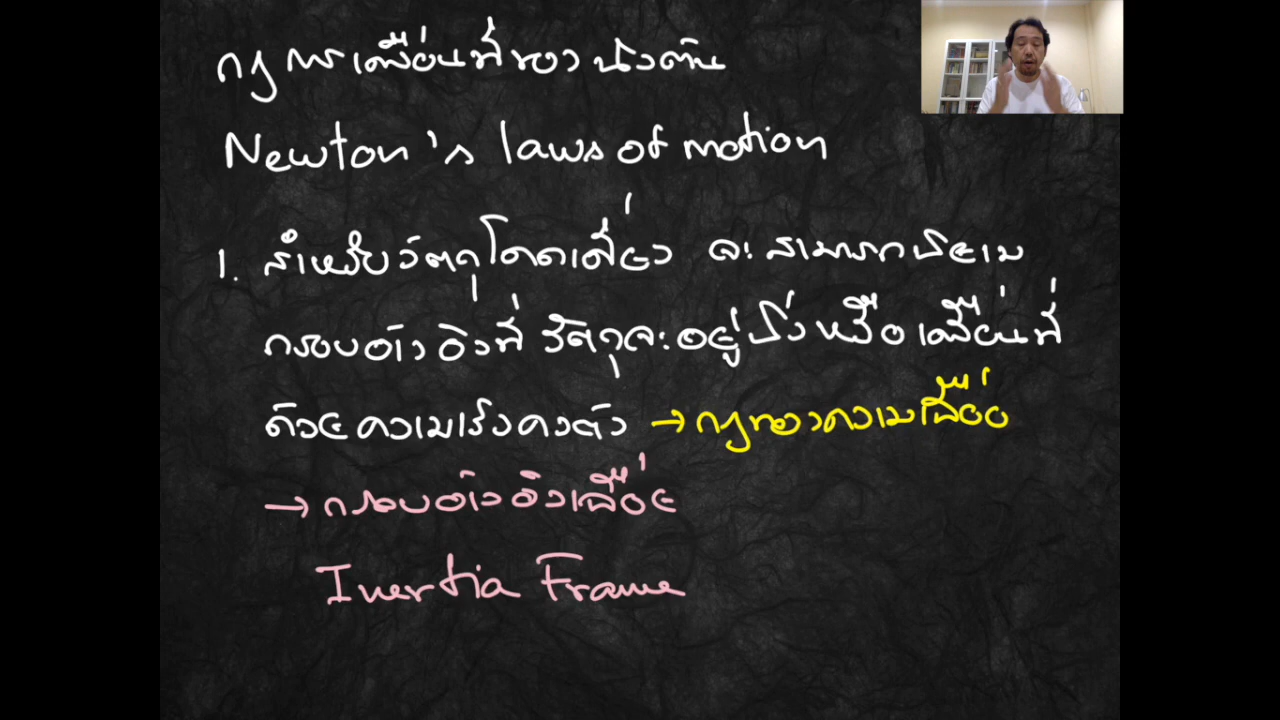 กฎการเคลื่อนที่ของนิวตัน
Newton's laws of motion
1. สำหรับวัตถุโดดเดี่ยว จะสามารถนิยาม
กรอบอ้างอิงที่ วัตถุจะอยู่นิ่งหรือเคลื่อนที่
ด้วยความเร็วคงตัว → กฎของความเฉื่อย
→ กรอบอ้างอิงเฉื่อย
Inertia Frame